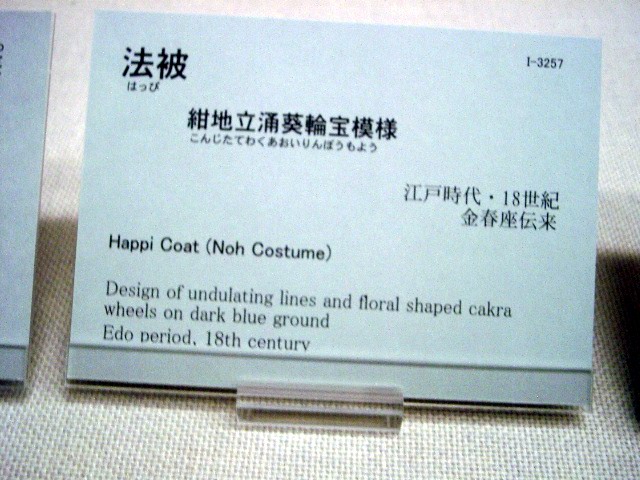 I-3257
法被
はっぴ
紺地立涌葵輪宝模様
こんじたてわくあおいりんぽうもよう
江戸時代・18世紀
金春座伝来
Happi Coat (Noh Costume)
Design of undulating lines and floral shaped cakra
wheels on dark blue ground
Edo period, 18th century